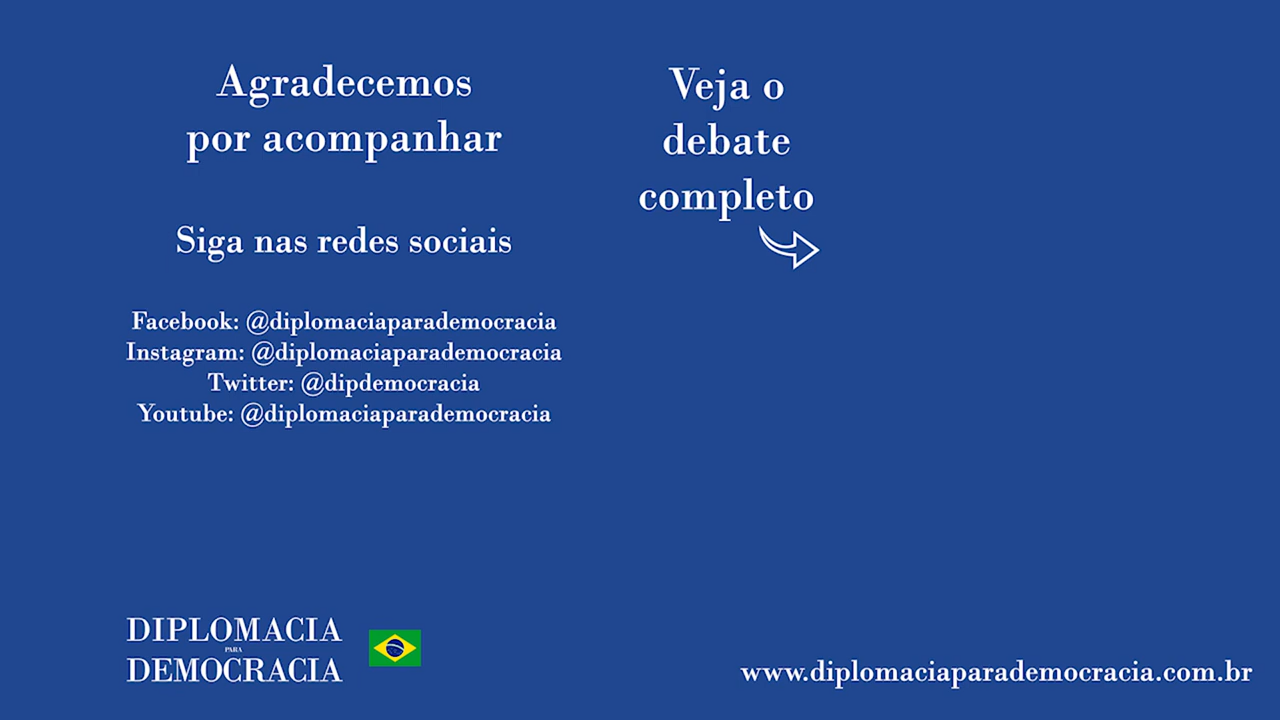 Agradecemos
por acompanhar
Siga nas redes sociais
Facebook: @diplomaciaparademocracia
Instagram: @diplomaciaparademocracia
Twitter: @dipdemocracia
Youtube: @diplomaciaparademocracia
Veja o
debate
completo
DIPLOMACIA
PARA
DEMOCRACIA
www.diplomaciaparademocracia.com.br